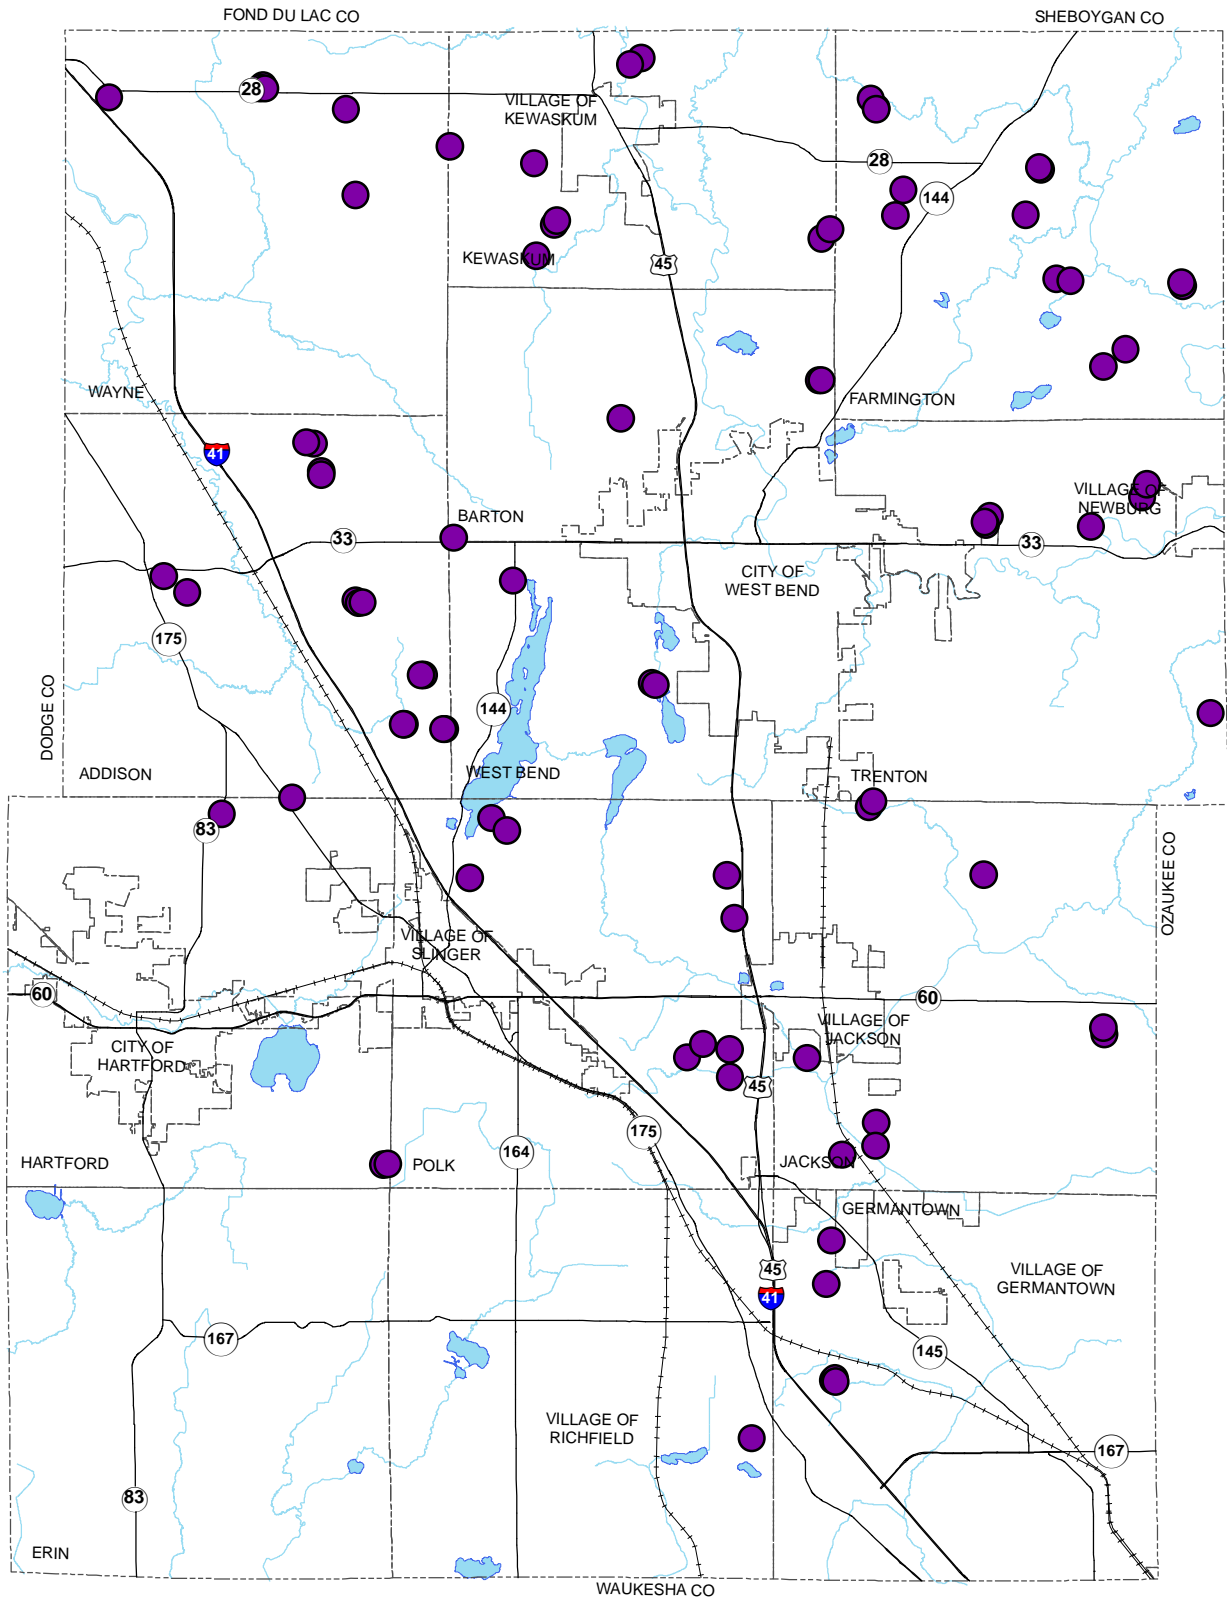 FOND DU LAC CO
SHEBOYGAN CO
28
VILLAGE OF
KEWASKUM
28
144
KEWASKUM
45
WAYNE
FARMINGTON
41
VILLAGE OF
NEWBURG
BARTON
33
33
CITY OF
WEST BEND
175
DODGE CO
144
ADDISON
WEST BEND
TRENTON
83
OZAUKEE CO
VILLAGE OF
SLINGER
60
60
VILLAGE OF
JACKSON
CITY OF
HARTFORD
45
175
164
HARTFORD
POLK
JACKSON
GERMANTOWN
45
VILLAGE OF
GERMANTOWN
41
167
145
VILLAGE OF
RICHFIELD
167
83
ERIN
WAUKESHA CO